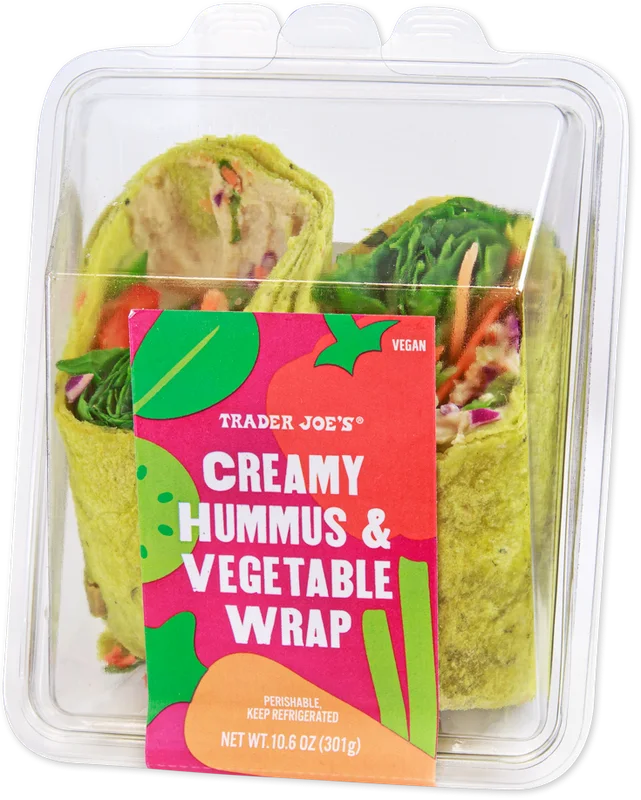 VEGAN
TRADER JOE'S®
CREAMY
HUMMUS &
VEGETABLE
WRAP
PERISHABLE,
KEEP REFRIGERATED
NET WT. 10.6 OZ (301g)